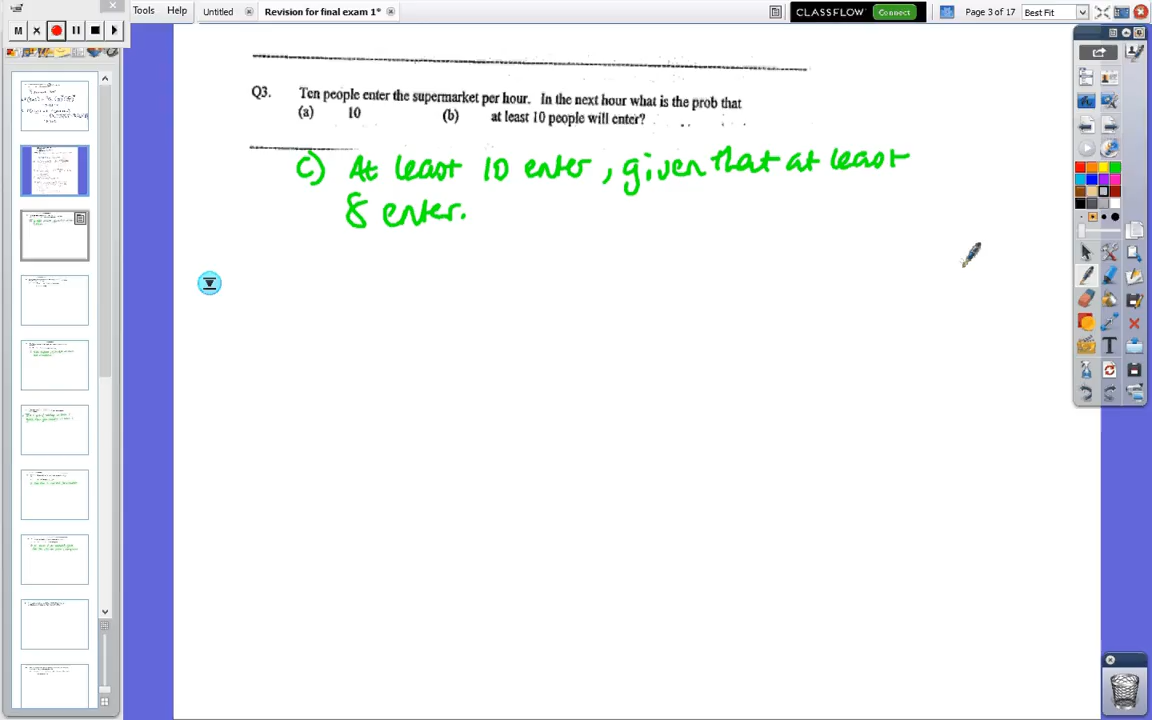 Tools Help Untitled Revision for final exam 1* CLASSFLOW Connect Page 3 of 17 Best Fit
M
Q3. Ten people enter the supermarket per hour. In the next hour what is the prob that
(a) 10 (b) at least 10 people will enter?
c) At least 10 enter, given that at least
8 enter.
T